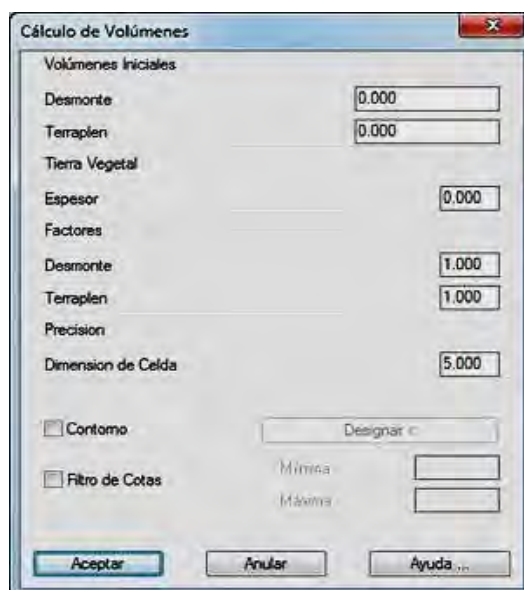 Cálculo de Volúmenes
Volúmenes Iniciales
Desmonte 0.000
Terraplen 0.000
Tierra Vegetal
Espesor 0.000
Factores
Desmonte 1.000
Terraplen 1.000
Precision
Dimension de Celda 5.000
Contorno Designar <
Filtro de Cotas Mínima
Máxima
Aceptar Anular Ayuda ...